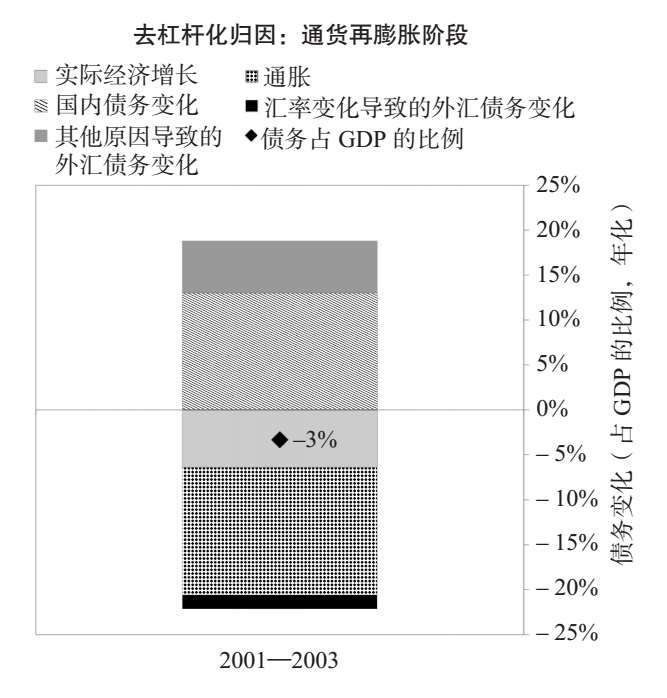 去杠杆化归因：通货再膨胀阶段
实际经济增长
通胀
国内债务变化
汇率变化导致的外汇债务变化
其他原因导致的
外汇债务变化
债务占 GDP 的比例
25%
20%
15%
10%
5%
0%
–5%
–10%
–15%
–20%
–25%
债务变化（占 GDP 的比例，年化）
–3%
2001—2003